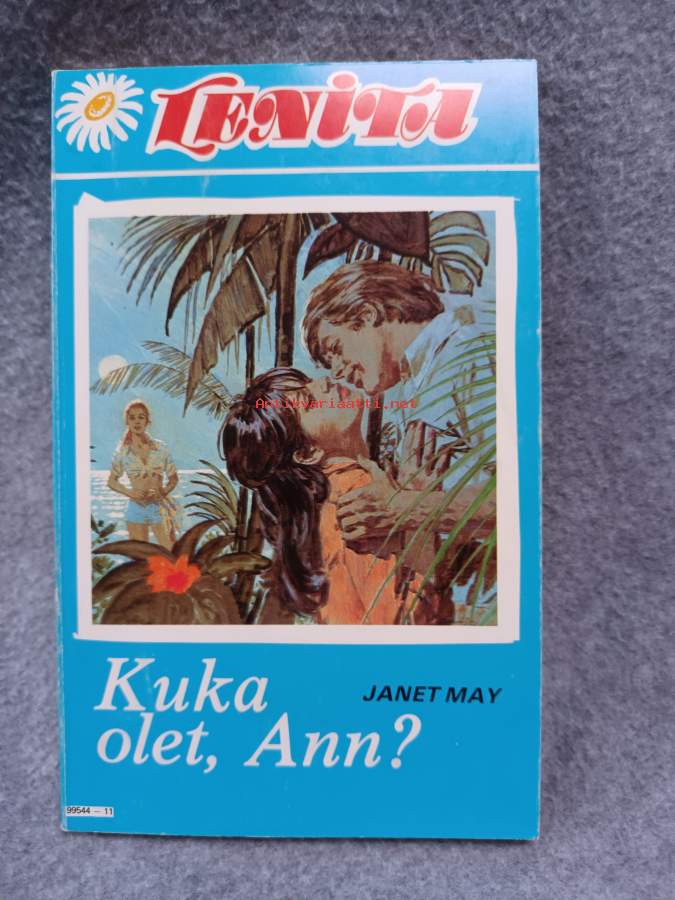 LENITA
Antikvariaatti.net
Kuka
olet, Ann?
JANET MAY
99544 – 11